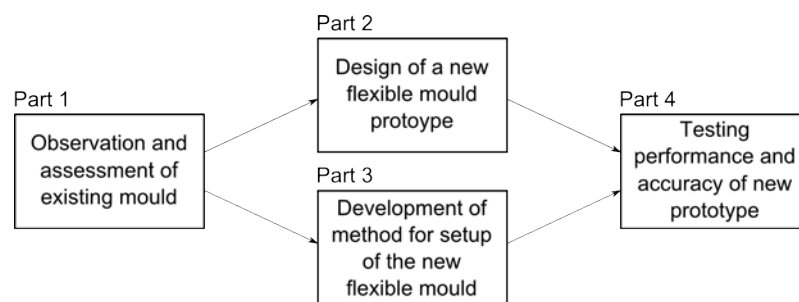 Part 1
Observation and
assessment of
existing mould
Part 2
Design of a new
flexible mould
protoype
Part 3
Development of
method for setup
of the new
flexible mould
Part 4
Testing
performance and
accuracy of new
prototype